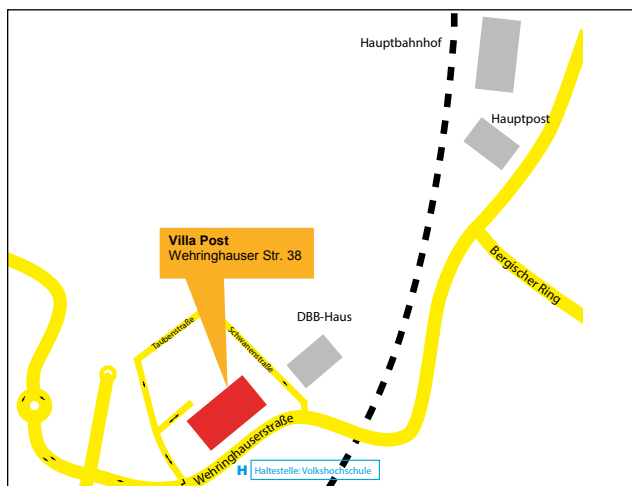 Hauptbahnhof
Hauptpost
Villa Post
Wehringhauser Str. 38
Bergischer Ring
DBB-Haus
Taubenstraße
Schwanenstraße
Wehringhauserstraße
H Haltestelle: Volkshochschule